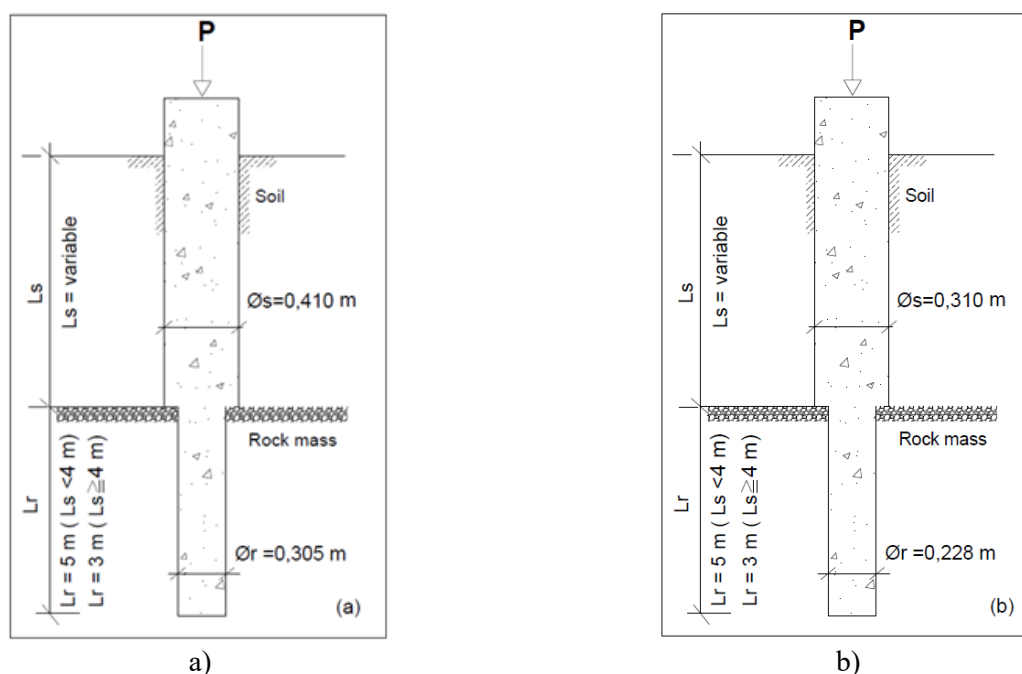 P
Soil
Ls
Ls = variable
Øs=0,410 m
Rock mass
Lr
Lr = 5 m ( Ls <4 m)
Lr = 3 m ( Ls≧4 m)
Ør =0,305 m
(a)
a)
P
Soil
Ls
Ls = variable
Øs=0,310 m
Rock mass
Lr
Lr = 5 m ( Ls <4 m)
Lr = 3 m ( Ls≧4 m)
Ør =0,228 m
(b)
b)